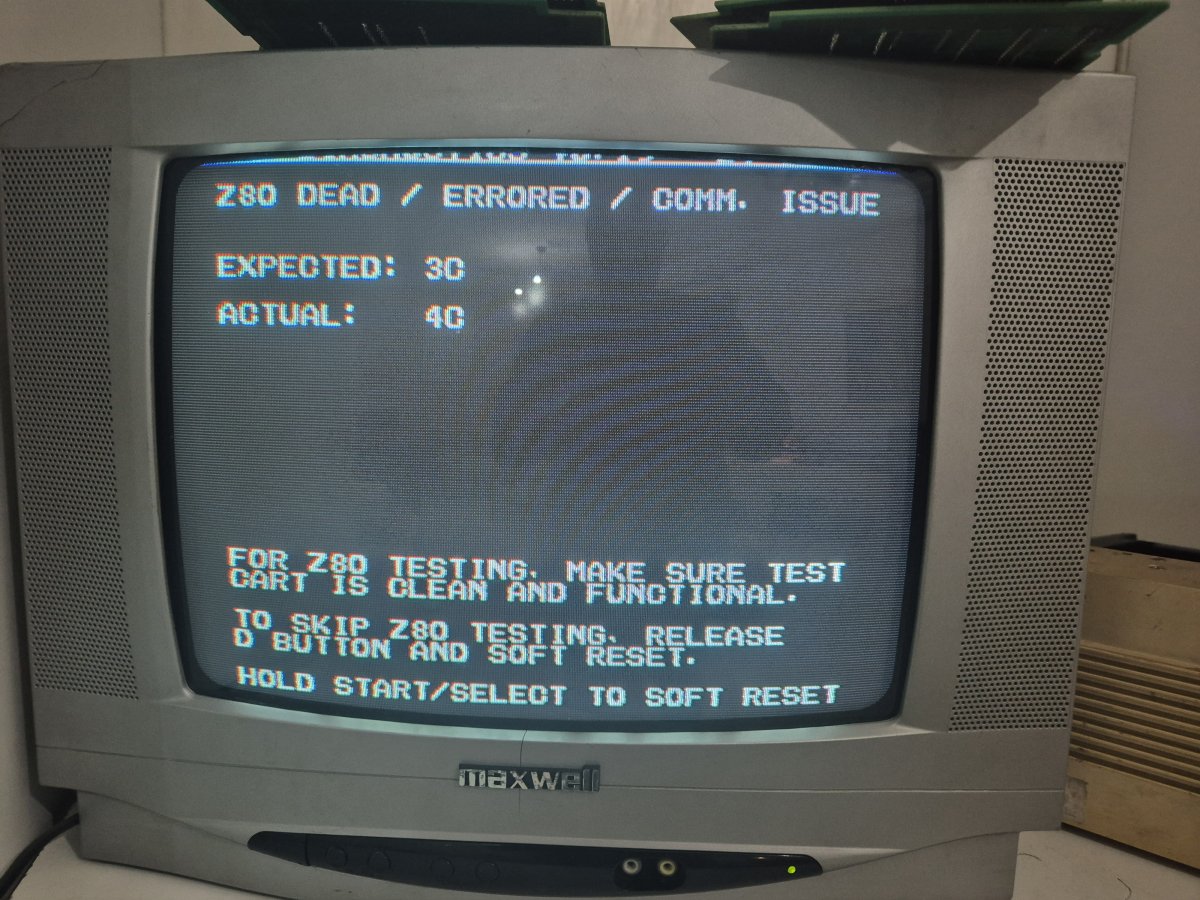 Z80 DEAD / ERRORED / COMM. ISSUE
EXPECTED: 3C
ACTUAL: 4C
FOR Z80 TESTING, MAKE SURE TEST
CART IS CLEAN AND FUNCTIONAL.
TO SKIP Z80 TESTING, RELEASE
D BUTTON AND SOFT RESET.
HOLD START/SELECT TO SOFT RESET
maxwell